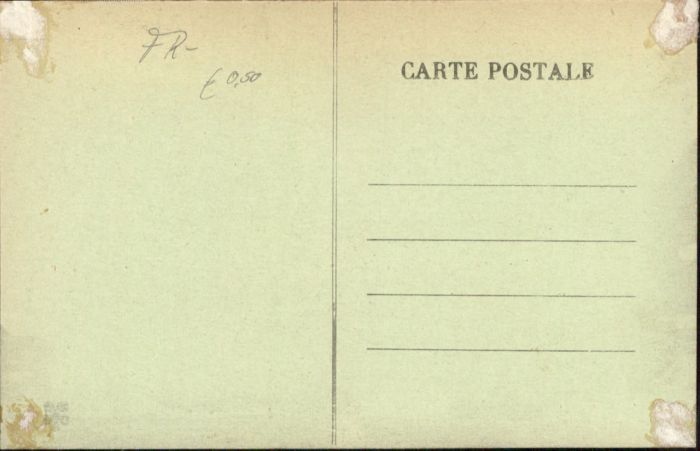 FR-
€ 0,50
CARTE POSTALE